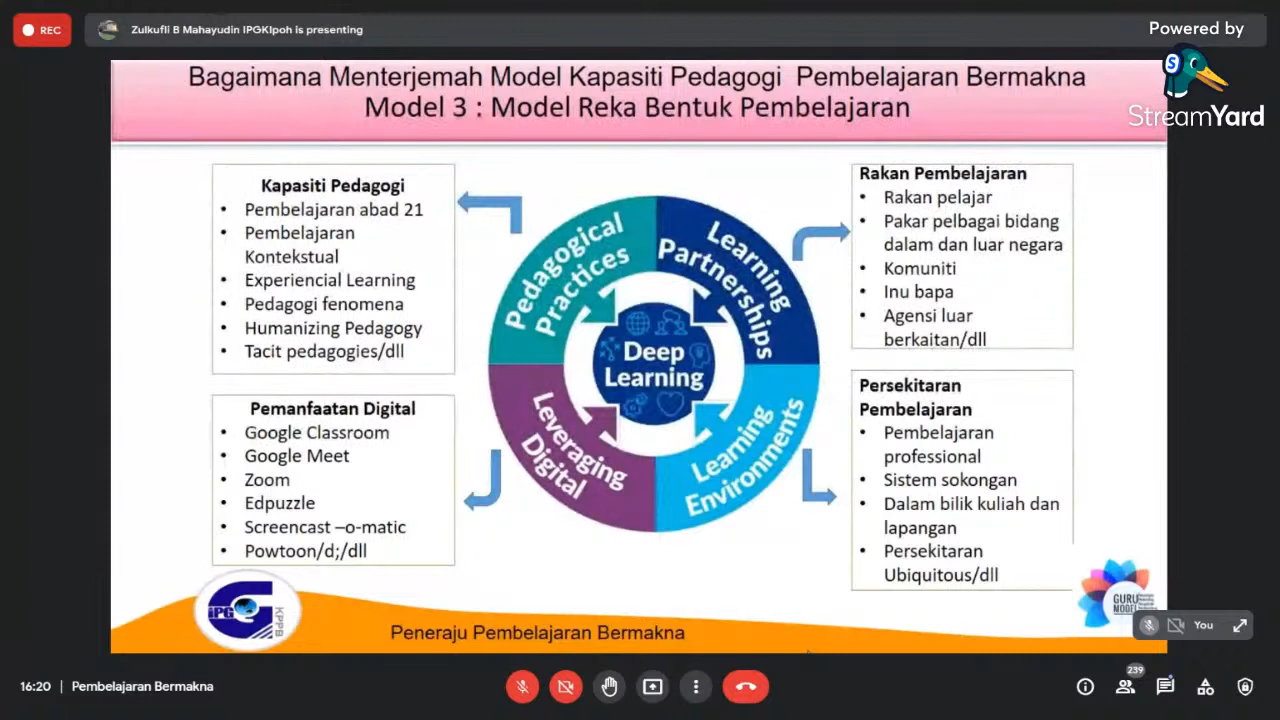 REC
Zulkufli B Mahayudin IPGKIpoh is presenting
Powered by
StreamYard
Bagaimana Menterjemah Model Kapasiti Pedagogi Pembelajaran Bermakna
Model 3 : Model Reka Bentuk Pembelajaran
Kapasiti Pedagogi
• Pembelajaran abad 21
• Pembelajaran
Kontekstual
• Experiencial Learning
• Pedagogi fenomena
• Humanizing Pedagogy
• Tacit pedagogies/dll
Pemanfaatan Digital
• Google Classroom
• Google Meet
• Zoom
• Edpuzzle
• Screencast –o-matic
• Powtoon/d;/dll
Pedagogical
Practices
Learning
Partnerships
Deep
Learning
Leveraging
Digital
Learning
Environments
Rakan Pembelajaran
• Rakan pelajar
• Pakar pelbagai bidang
dalam dan luar negara
• Komuniti
• Inu bapa
• Agensi luar
berkaitan/dll
Persekitaran
Pembelajaran
• Pembelajaran
professional
• Sistem sokongan
• Dalam bilik kuliah dan
lapangan
• Persekitaran
Ubiquitous/dll
iPG
KPPB
Peneraju Pembelajaran Bermakna
GURU
MODEL
You
16:20 | Pembelajaran Bermakna
239